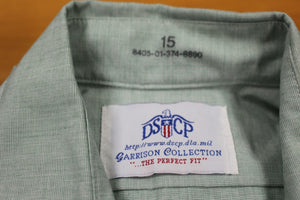 15
8405-01-374-8890
DSCP
http://www.dscp.dla.mil
GARRISON COLLECTION
"...THE PERFECT FIT"